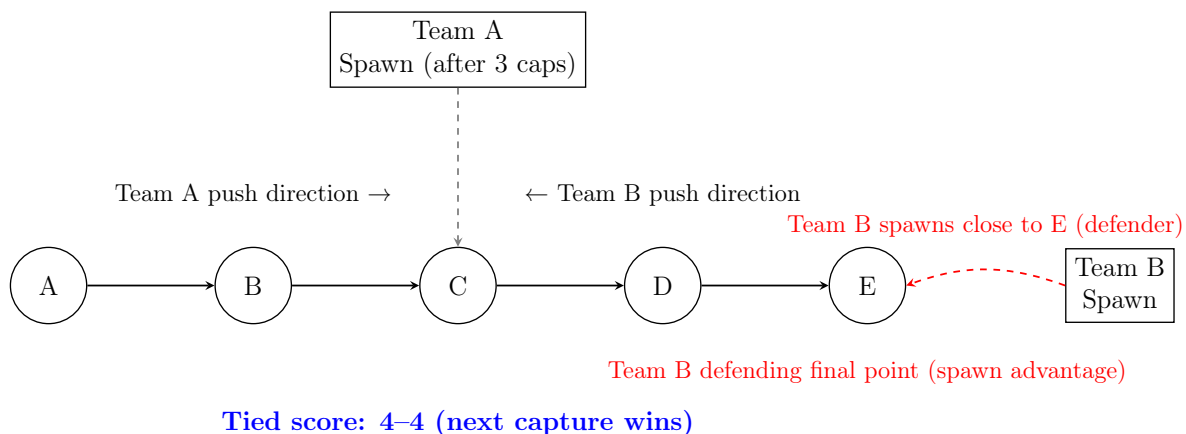 Team A
Spawn (after 3 caps)
Team A push direction →
← Team B push direction
Team B spawns close to E (defender)
A
B
C
D
E
Team B
Spawn
Team B defending final point (spawn advantage)
Tied score: 4–4 (next capture wins)